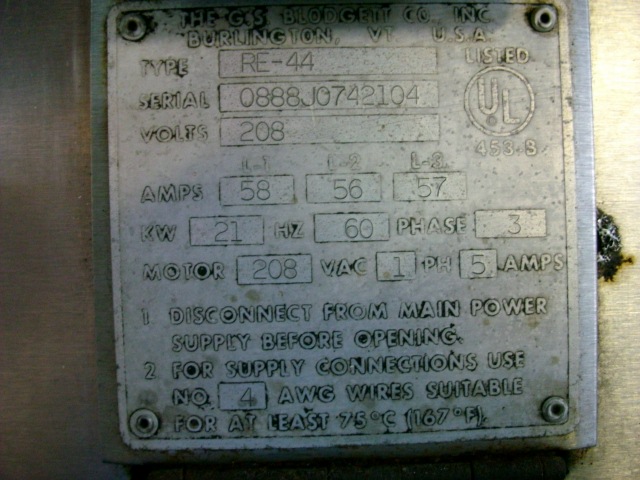 THE G.S. BLODGETT CO., INC.
BURLINGTON, VT U.S.A.
TYPE RE-44 LISTED
SERIAL 0888J0742104 UL
VOLTS 208 453 B
L-1 L-2 L-3
AMPS 58 56 57
KW 21 HZ 60 PHASE 3
MOTOR 208 VAC 1 PH 5 AMPS
1 DISCONNECT FROM MAIN POWER
SUPPLY BEFORE OPENING.
2 FOR SUPPLY CONNECTIONS USE
NO. 4 AWG WIRES SUITABLE
FOR AT LEAST 75°C (167°F).